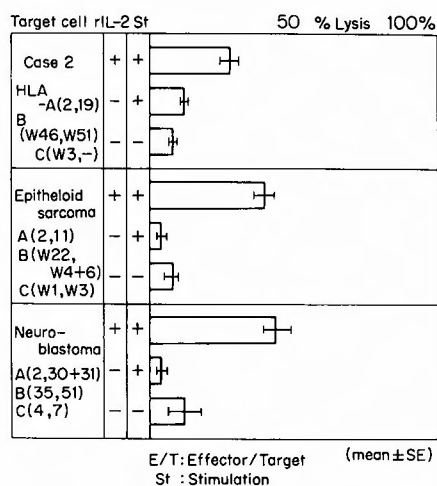 Target cell rIL-2 St 50 % Lysis 100%
Case 2 + +
HLA
-A(2,19) - +
B
(W46,W51)
C(W3,-) - -
Epitheloid + +
sarcoma
A(2,11) - +
B(W22,
W4+6)
C(W1,W3) - -
Neuro- + +
blastoma
A(2,30+31) - +
B(35,51)
C(4,7) - -
E/T:Effector/Target (mean±SE)
St :Stimulation